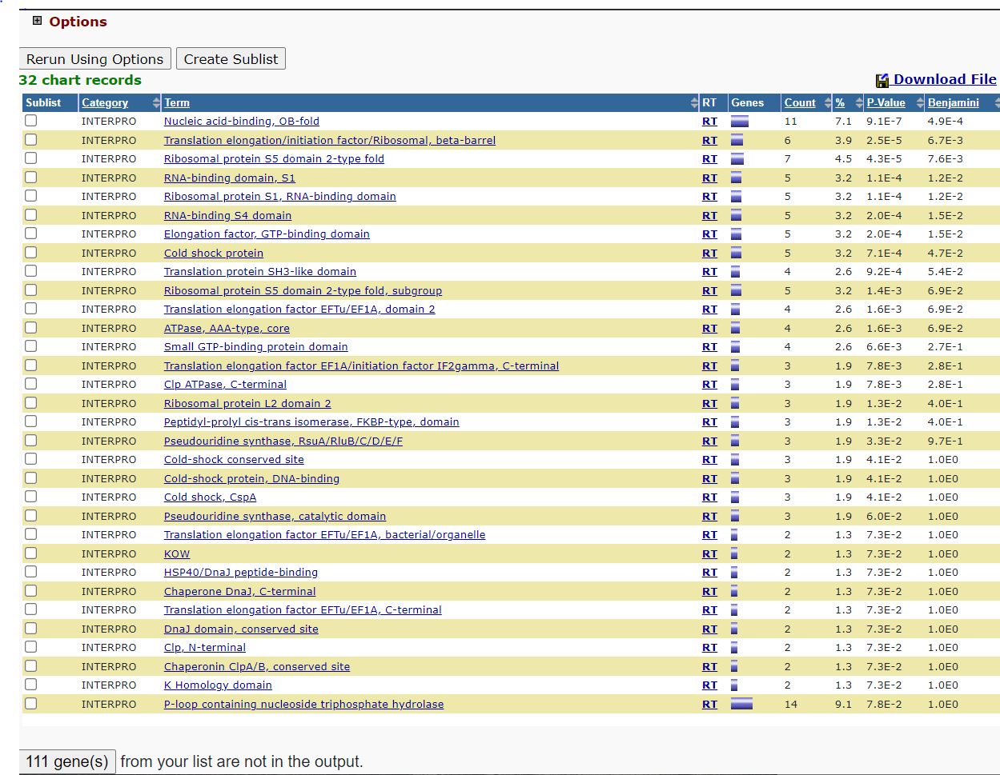 Options
Rerun Using Options Create Sublist
32 chart records Download File
Sublist Category Term RT Genes Count % P-Value Benjamini
INTERPRO Nucleic acid-binding, OB-fold RT 11 7.1 9.1E-7 4.9E-4
INTERPRO Translation elongation/initiation factor/Ribosomal, beta-barrel RT 6 3.9 2.5E-5 6.7E-3
INTERPRO Ribosomal protein S5 domain 2-type fold RT 7 4.5 4.3E-5 7.6E-3
INTERPRO RNA-binding domain, S1 RT 5 3.2 1.1E-4 1.2E-2
INTERPRO Ribosomal protein S1, RNA-binding domain RT 5 3.2 1.1E-4 1.2E-2
INTERPRO RNA-binding S4 domain RT 5 3.2 2.0E-4 1.5E-2
INTERPRO Elongation factor, GTP-binding domain RT 5 3.2 2.0E-4 1.5E-2
INTERPRO Cold shock protein RT 5 3.2 7.1E-4 4.7E-2
INTERPRO Translation protein SH3-like domain RT 4 2.6 9.2E-4 5.4E-2
INTERPRO Ribosomal protein S5 domain 2-type fold, subgroup RT 5 3.2 1.4E-3 6.9E-2
INTERPRO Translation elongation factor EFTu/EF1A, domain 2 RT 4 2.6 1.6E-3 6.9E-2
INTERPRO ATPase, AAA-type, core RT 4 2.6 1.6E-3 6.9E-2
INTERPRO Small GTP-binding protein domain RT 4 2.6 6.6E-3 2.7E-1
INTERPRO Translation elongation factor EF1A/initiation factor IF2gamma, C-terminal RT 3 1.9 7.8E-3 2.8E-1
INTERPRO Clp ATPase, C-terminal RT 3 1.9 7.8E-3 2.8E-1
INTERPRO Ribosomal protein L2 domain 2 RT 3 1.9 1.3E-2 4.0E-1
INTERPRO Peptidyl-prolyl cis-trans isomerase, FKBP-type, domain RT 3 1.9 1.3E-2 4.0E-1
INTERPRO Pseudouridine synthase, RsuA/RluB/C/D/E/F RT 3 1.9 3.3E-2 9.7E-1
INTERPRO Cold-shock conserved site RT 3 1.9 4.1E-2 1.0E0
INTERPRO Cold-shock protein, DNA-binding RT 3 1.9 4.1E-2 1.0E0
INTERPRO Cold shock, CspA RT 3 1.9 4.1E-2 1.0E0
INTERPRO Pseudouridine synthase, catalytic domain RT 3 1.9 6.0E-2 1.0E0
INTERPRO Translation elongation factor EFTu/EF1A, bacterial/organelle RT 2 1.3 7.3E-2 1.0E0
INTERPRO KOW RT 2 1.3 7.3E-2 1.0E0
INTERPRO HSP40/DnaJ peptide-binding RT 2 1.3 7.3E-2 1.0E0
INTERPRO Chaperone DnaJ, C-terminal RT 2 1.3 7.3E-2 1.0E0
INTERPRO Translation elongation factor EFTu/EF1A, C-terminal RT 2 1.3 7.3E-2 1.0E0
INTERPRO DnaJ domain, conserved site RT 2 1.3 7.3E-2 1.0E0
INTERPRO Clp, N-terminal RT 2 1.3 7.3E-2 1.0E0
INTERPRO Chaperonin ClpA/B, conserved site RT 2 1.3 7.3E-2 1.0E0
INTERPRO K Homology domain RT 2 1.3 7.3E-2 1.0E0
INTERPRO P-loop containing nucleoside triphosphate hydrolase RT 14 9.1 7.8E-2 1.0E0
111 gene(s) from your list are not in the output.